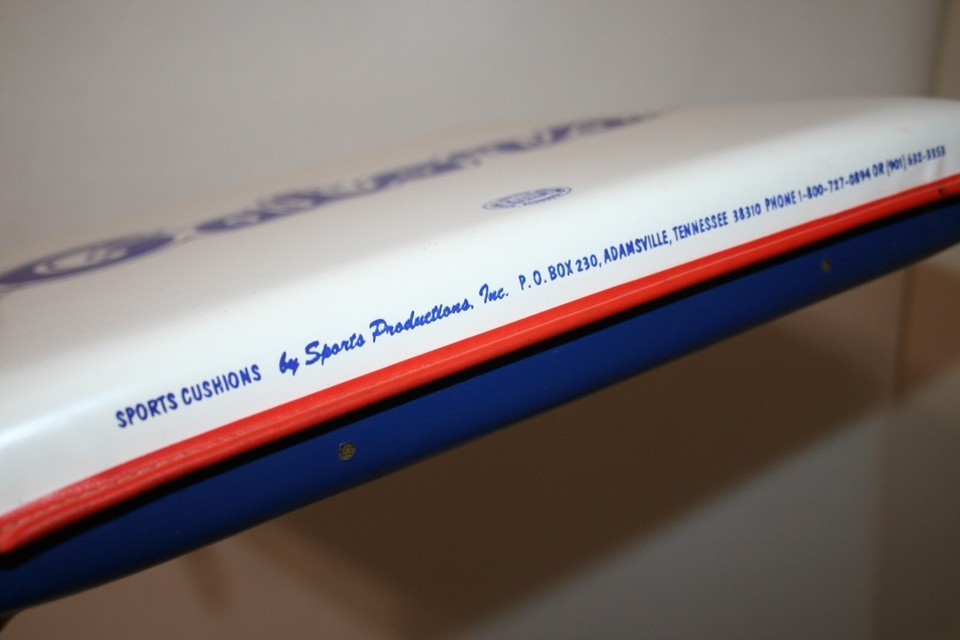 SPORTS CUSHIONS by Sports Productions, Inc. P.O. BOX 230, ADAMSVILLE, TENNESSEE 38310 PHONE 1-800-727-0894 OR (901) 632-3353